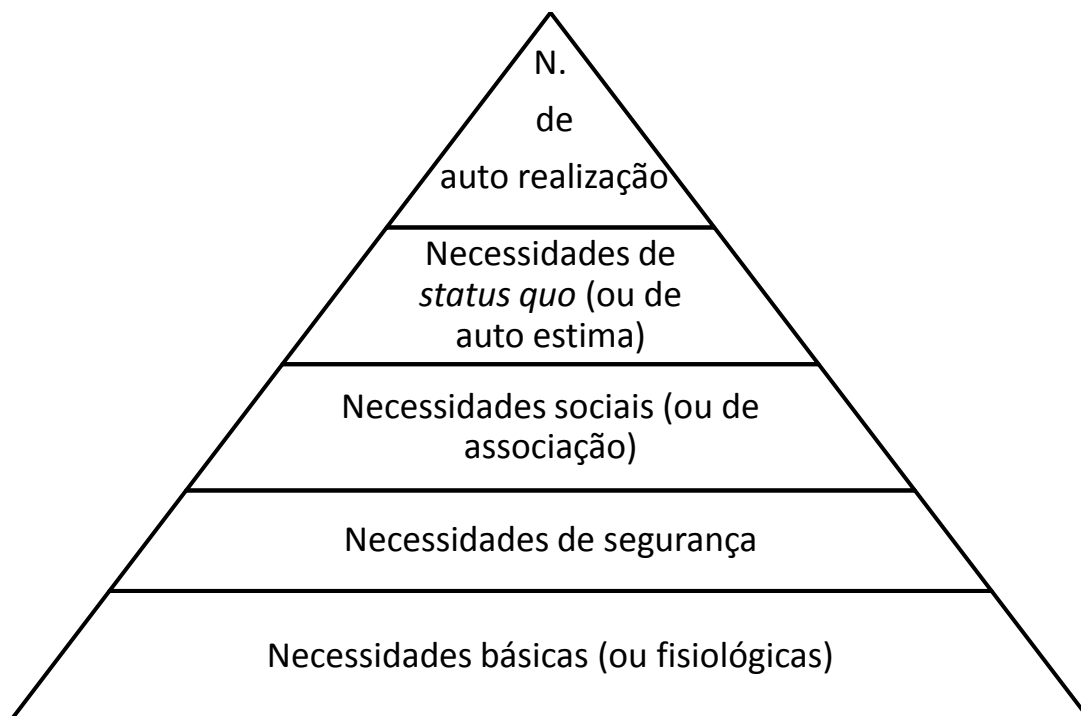 N.
de
auto realização
Necessidades de
status quo (ou de
auto estima)
Necessidades sociais (ou de
associação)
Necessidades de segurança
Necessidades básicas (ou fisiológicas)